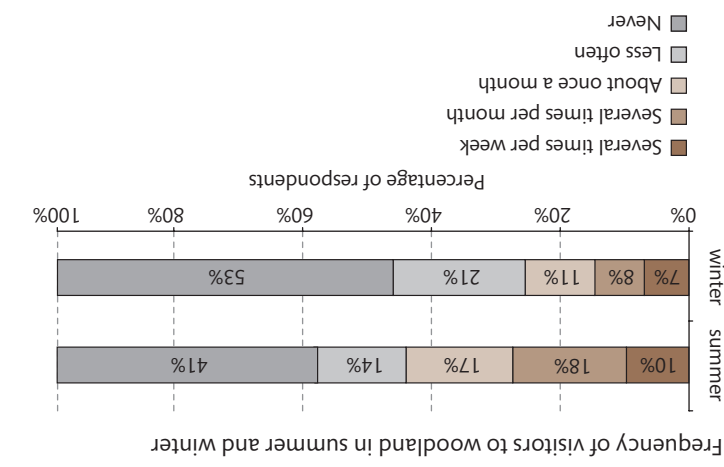 Frequency of visitors to woodland in summer and winter
summer
10% 18% 17% 14% 41%
winter
7% 8% 11% 21% 53%
0% 20% 40% 60% 80% 100%
Percentage of respondents
Several times per week
Several times per month
About once a month
Less often
Never